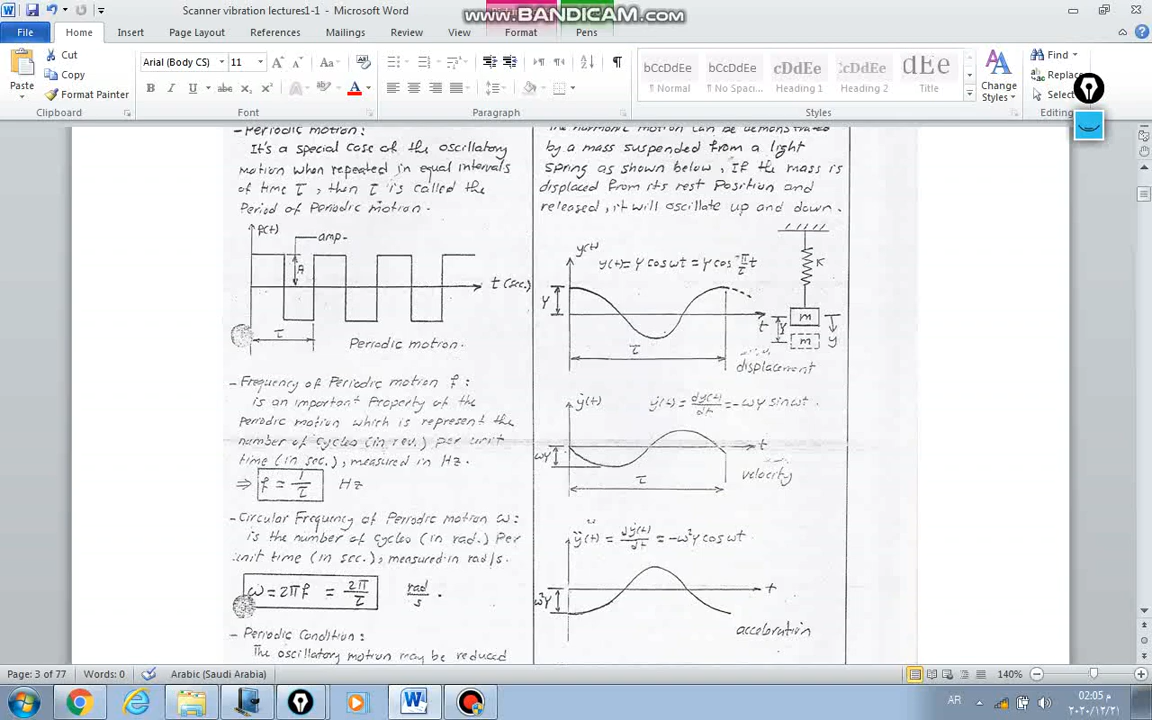 Scanner vibration lectures1-1 - Microsoft Word
www.BANDICAM.com
File
Home
Insert
Page Layout
References
Mailings
Review
View
Format
Pens
Paste
Cut
Copy
Format Painter
Clipboard
Arial (Body CS)
11
Font
Paragraph
bCcDdEe
¶ Normal
bCcDdEe
¶ No Spaci...
cDdEe
Heading 1
cDdEe
Heading 2
dEe
Title
Styles
Change
Styles
Find
Replace
Select
Editing
- Periodic motion:
It's a special case of the oscillatory
motion when repeated in equal intervals
of time τ, then τ is called the
Period of Periodic motion.
f(t)
amp.
A
t (sec.)
τ
Periodic motion.
- Frequency of Periodic motion f:
is an important Property of the
Periodic motion which is represent the
number of cycles (in rev.) per unit
time (in sec.), measured in Hz.
⇒ f = 1/τ Hz
- Circular Frequency of Periodic motion ω:
is the number of cycles (in rad.) Per
unit time (in sec.), measured in rad/s.
ω = 2πf = 2π/τ rad/s.
- Periodic Condition:
The oscillatory motion may be reduced
The harmonic motion can be demonstrated
by a mass suspended from a light
spring as shown below, If the mass is
displaced from its rest Position and
released, it will oscillate up and down.
y(t)
y(t) = Y cos ωt = Y cos π/τ t
K
Y
t
m
Y
m
y
τ
displacement
ẏ(t)
ẏ(t) = dy(t)/dt = -ωY sin ωt.
ωY
t
τ
velocity
ÿ(t) = dẏ(t)/dt = -ω²Y cos ωt.
ω²Y
t
acceleration
Page: 3 of 77
Words: 0
Arabic (Saudi Arabia)
140%
AR
02:05 م
٢٠٢٠/١٢/٢١